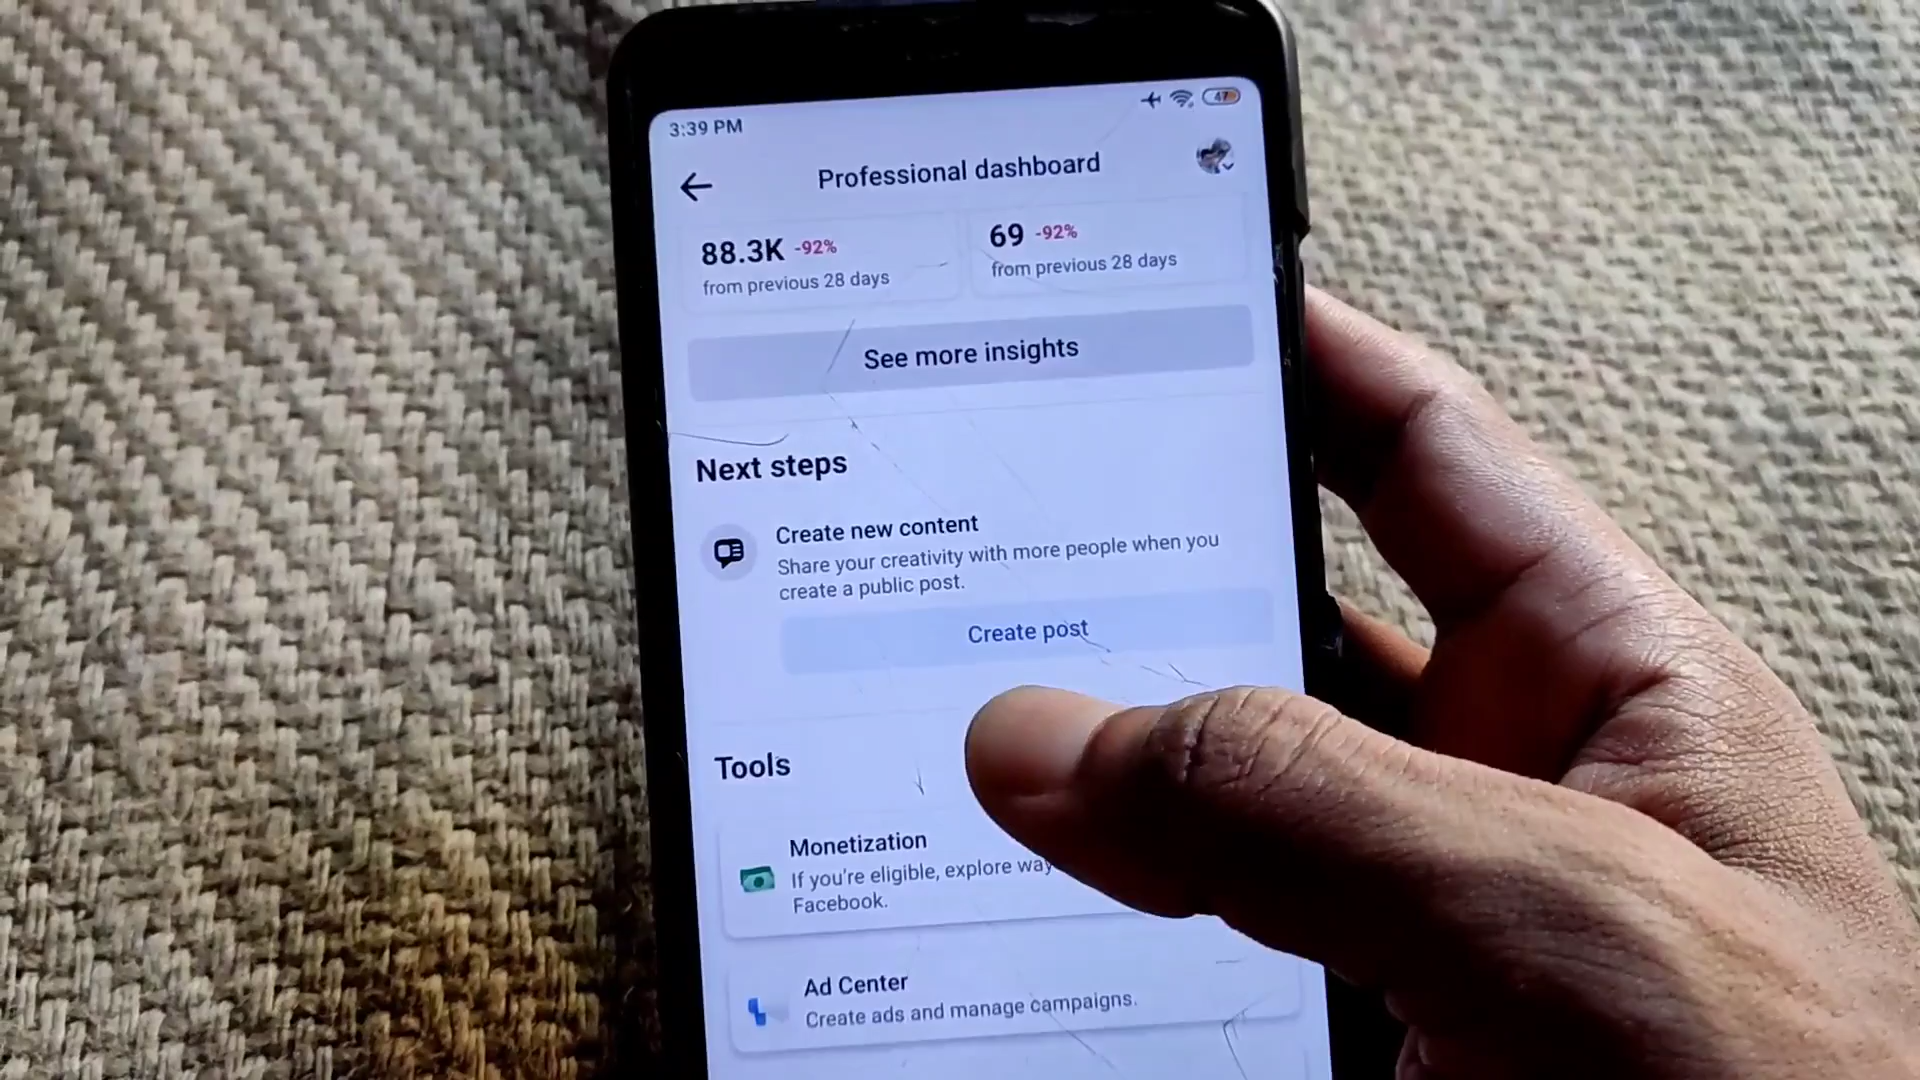 3:39 PM
47
Professional dashboard
88.3K -92%
from previous 28 days
69 -92%
from previous 28 days
See more insights
Next steps
Create new content
Share your creativity with more people when you
create a public post.
Create post
Tools
Monetization
If you're eligible, explore
Facebook.
Ad Center
Create ads and manage campaigns.